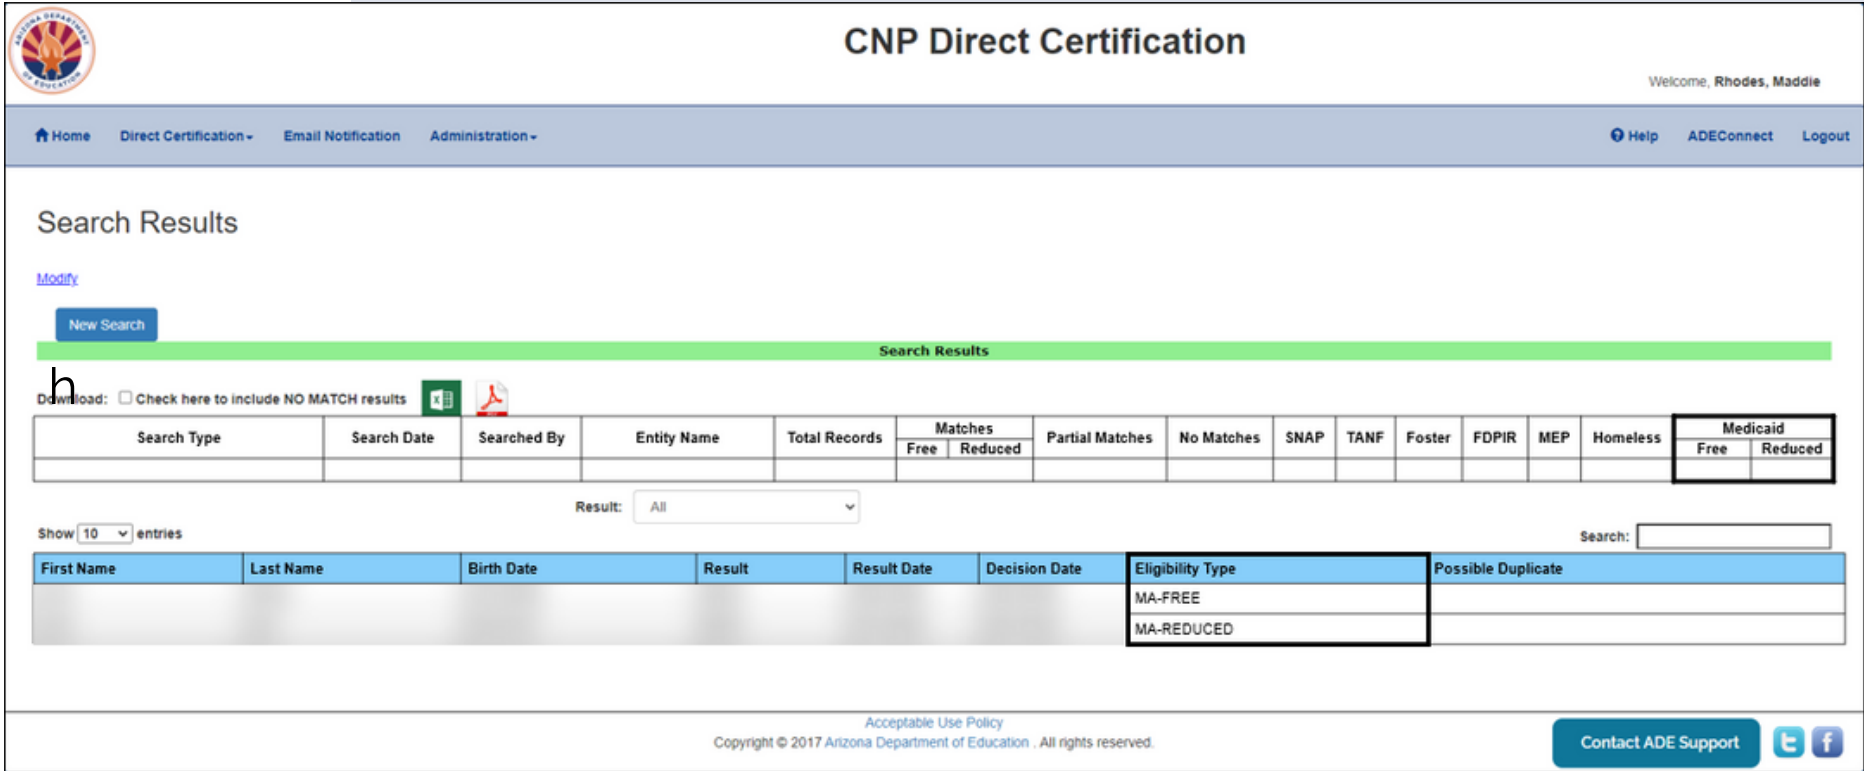 ARIZONA DEPARTMENT OF EDUCATION
CNP Direct Certification
Welcome, Rhodes, Maddie
Home Direct Certification Email Notification Administration Help ADEConnect Logout
Search Results
Modify
New Search
Search Results
h
Download: Check here to include NO MATCH results
Search Type Search Date Searched By Entity Name Total Records Matches Partial Matches No Matches SNAP TANF Foster FDPIR MEP Homeless Medicaid
Free Reduced Free Reduced
Result: All
Show 10 entries Search:
First Name Last Name Birth Date Result Result Date Decision Date Eligibility Type Possible Duplicate
MA-FREE
MA-REDUCED
Acceptable Use Policy
Copyright © 2017 Arizona Department of Education . All rights reserved.
Contact ADE Support